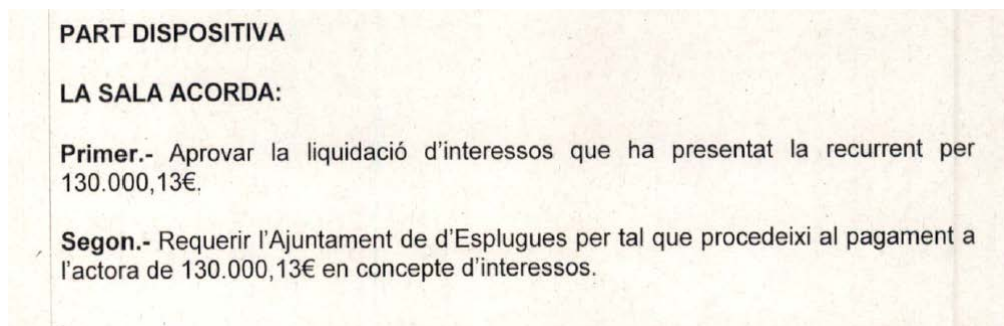 PART DISPOSITIVA
LA SALA ACORDA:
Primer.- Aprovar la liquidació d'interessos que ha presentat la recurrent per
130.000,13€.
Segon.- Requerir l'Ajuntament de d'Esplugues per tal que procedeixi al pagament a
l'actora de 130.000,13€ en concepte d'interessos.